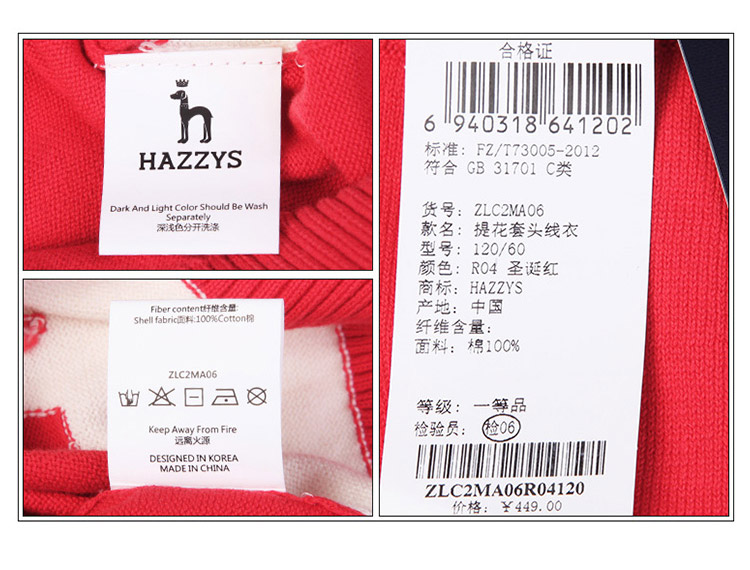 HAZZYS
Dark And Light Color Should Be Wash
Separately
深浅色分开洗涤
Fiber content纤维含量:
Shell fabric面料:100%Cotton棉
ZLC2MA06
Keep Away From Fire
远离火源
DESIGNED IN KOREA
MADE IN CHINA
合格证
6 940318 641202
标准: FZ/T73005-2012
符合 GB 31701 C类
货号: ZLC2MA06
款名: 提花套头线衣
型号: 120/60
颜色: R04 圣诞红
商标: HAZZYS
产地: 中国
纤维含量:
面料: 棉100%
等级: 一等品
检验员: 检06
ZLC2MA06R04120
价格: ￥449.00